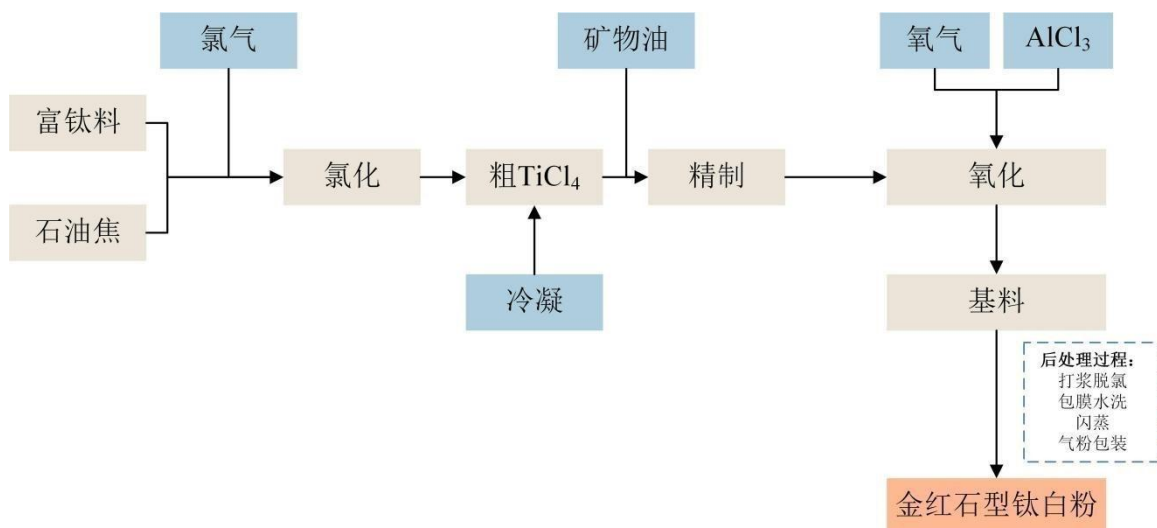 氯气
矿物油
氧气
AlCl₃
富钛料
石油焦
氯化
粗TiCl₄
精制
氧化
冷凝
基料
后处理过程：
打浆脱氯
包膜水洗
闪蒸
气粉包装
金红石型钛白粉